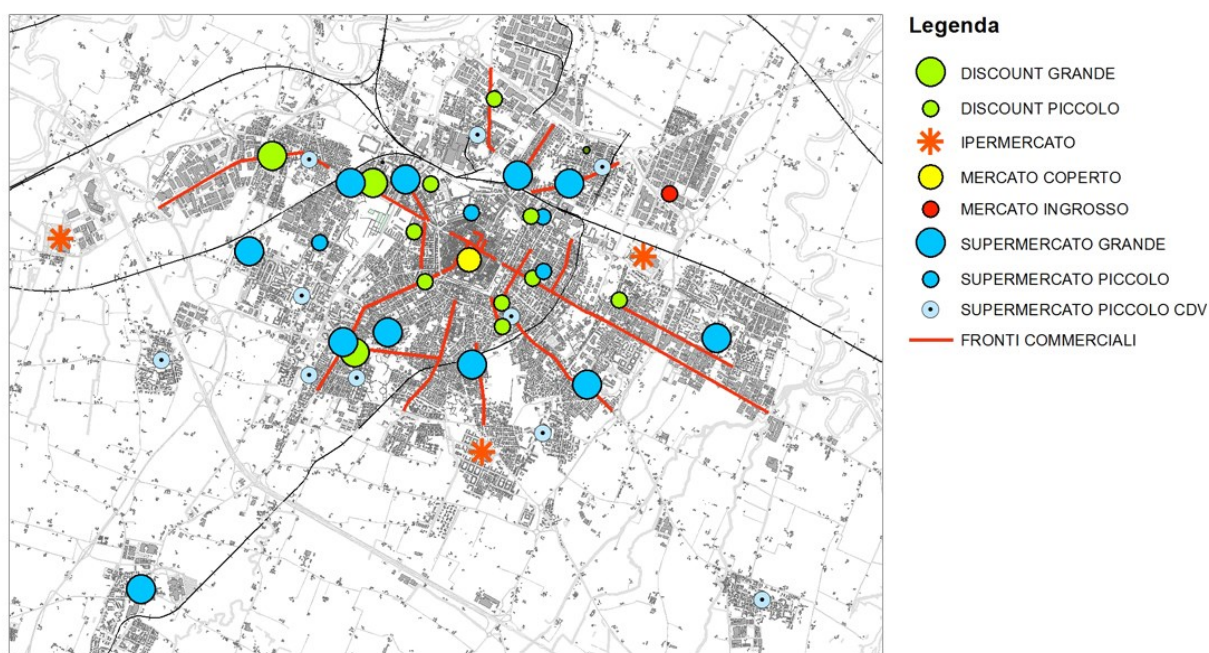 Legenda
DISCOUNT GRANDE
DISCOUNT PICCOLO
IPERMERCATO
MERCATO COPERTO
MERCATO INGROSSO
SUPERMERCATO GRANDE
SUPERMERCATO PICCOLO
SUPERMERCATO PICCOLO CDV
FRONTI COMMERCIALI